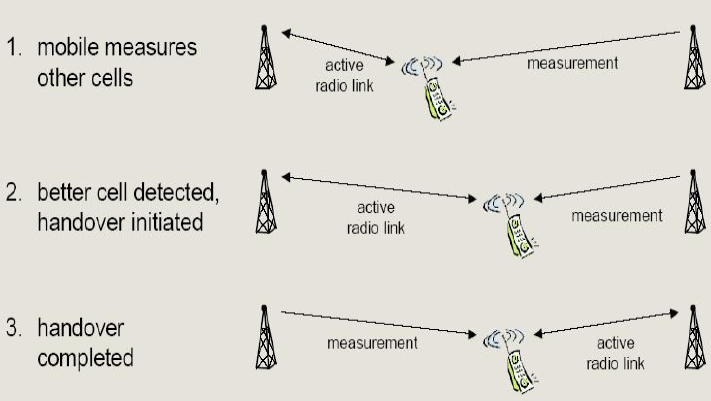 1. mobile measures
other cells
active
radio link
measurement
2. better cell detected,
handover initiated
active
radio link
measurement
3. handover
completed
measurement
active
radio link